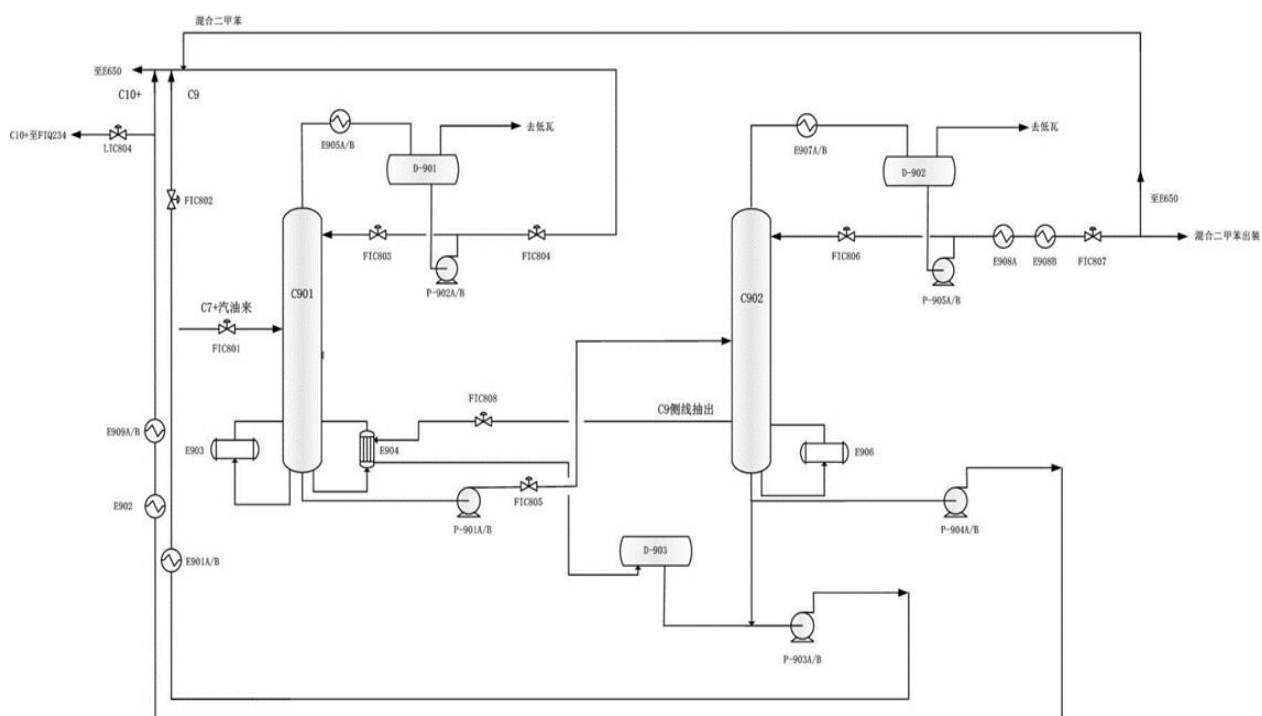 混合二甲苯
至E650
C10+
C9
C10+至FIQ234
LIC804
E905A/B
去低瓦
D-901
E907A/B
去低瓦
D-902
FIC802
至E650
FIC803
FIC804
P-902A/B
FIC806
P-905A/B
E908A
E908B
FIC807
混合二甲苯出装
C901
C902
C7+汽油来
FIC801
FIC808
C9侧线抽出
E909A/B
E903
E904
E906
E902
P-901A/B
FIC805
P-904A/B
D-903
E901A/B
P-903A/B